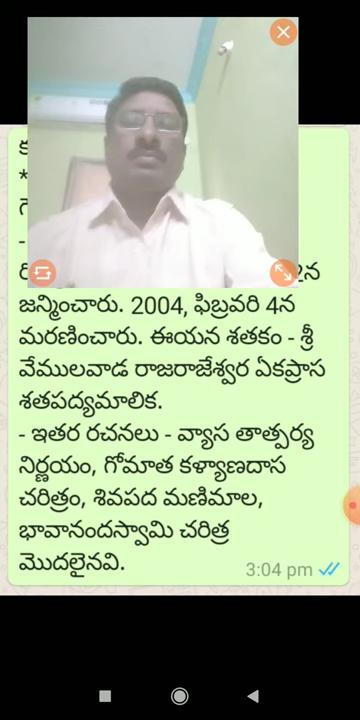 *
-
2న
జన్మించారు. 2004, ఫిబ్రవరి 4న
మరణించారు. ఈయన శతకం - శ్రీ
వేములవాడ రాజరాజేశ్వర ఏకప్రాస
శతపద్యమాలిక.
- ఇతర రచనలు - వ్యాస తాత్పర్య
నిర్ణయం, గోమాత కళ్యాణదాస
చరిత్రం, శివపద మణిమాల,
భావానందస్వామి చరిత్ర
మొదలైనవి.
3:04 pm